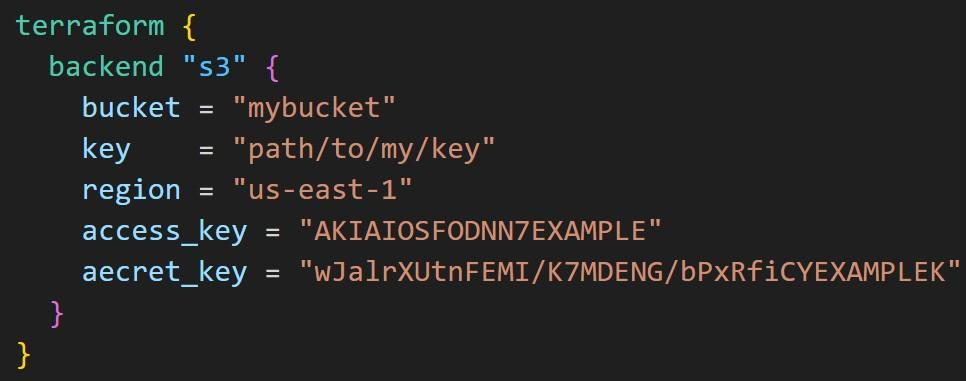 terraform {
  backend "s3" {
    bucket = "mybucket"
    key    = "path/to/my/key"
    region = "us-east-1"
    access_key = "AKIAIOSFODNN7EXAMPLE"
    aecret_key = "wJalrXUtnFEMI/K7MDENG/bPxRfiCYEXAMPLEK"
  }
}